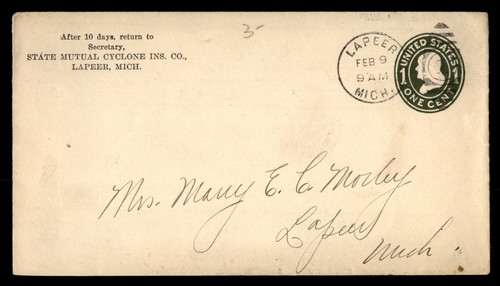 After 10 days, return to
Secretary,
STATE MUTUAL CYCLONE INS. CO.,
LAPEER, MICH.
5-
LAPEER
FEB 9
9 AM
MICH.
UNITED STATES
1 1
ONE CENT
Mrs. Mary E. C. Mosley
Lapeer
Mich.